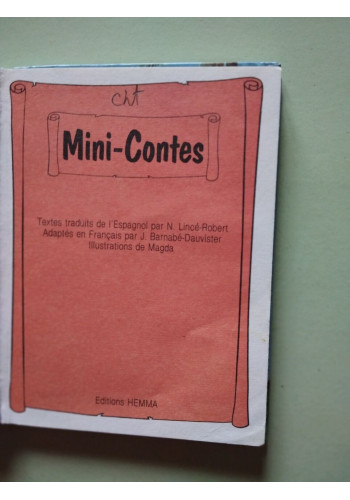 cht
Mini-Contes
Textes traduits de l'Espagnol par N. Lincé-Robert
Adaptés en Français par J. Barnabé-Dauvister
Illustrations de Magda
Editions HEMMA